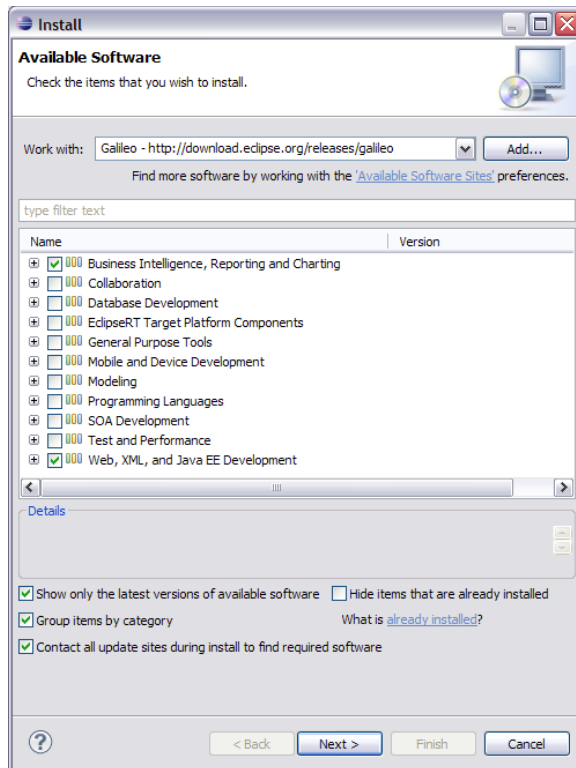 Install
Available Software
Check the items that you wish to install.
Work with: Galileo - http://download.eclipse.org/releases/galileo Add...
Find more software by working with the 'Available Software Sites' preferences.
type filter text
Name Version
Business Intelligence, Reporting and Charting
Collaboration
Database Development
EclipseRT Target Platform Components
General Purpose Tools
Mobile and Device Development
Modeling
Programming Languages
SOA Development
Test and Performance
Web, XML, and Java EE Development
Details
Show only the latest versions of available software Hide items that are already installed
Group items by category What is already installed?
Contact all update sites during install to find required software
? < Back Next > Finish Cancel